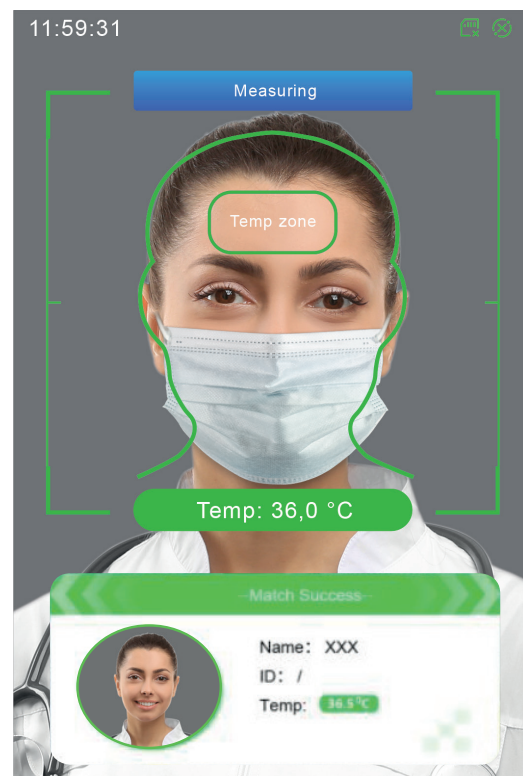 11:59:31
Measuring
Temp zone
Temp: 36,0 °C
Match Success
Name: XXX
ID: /
Temp: 36.5°C